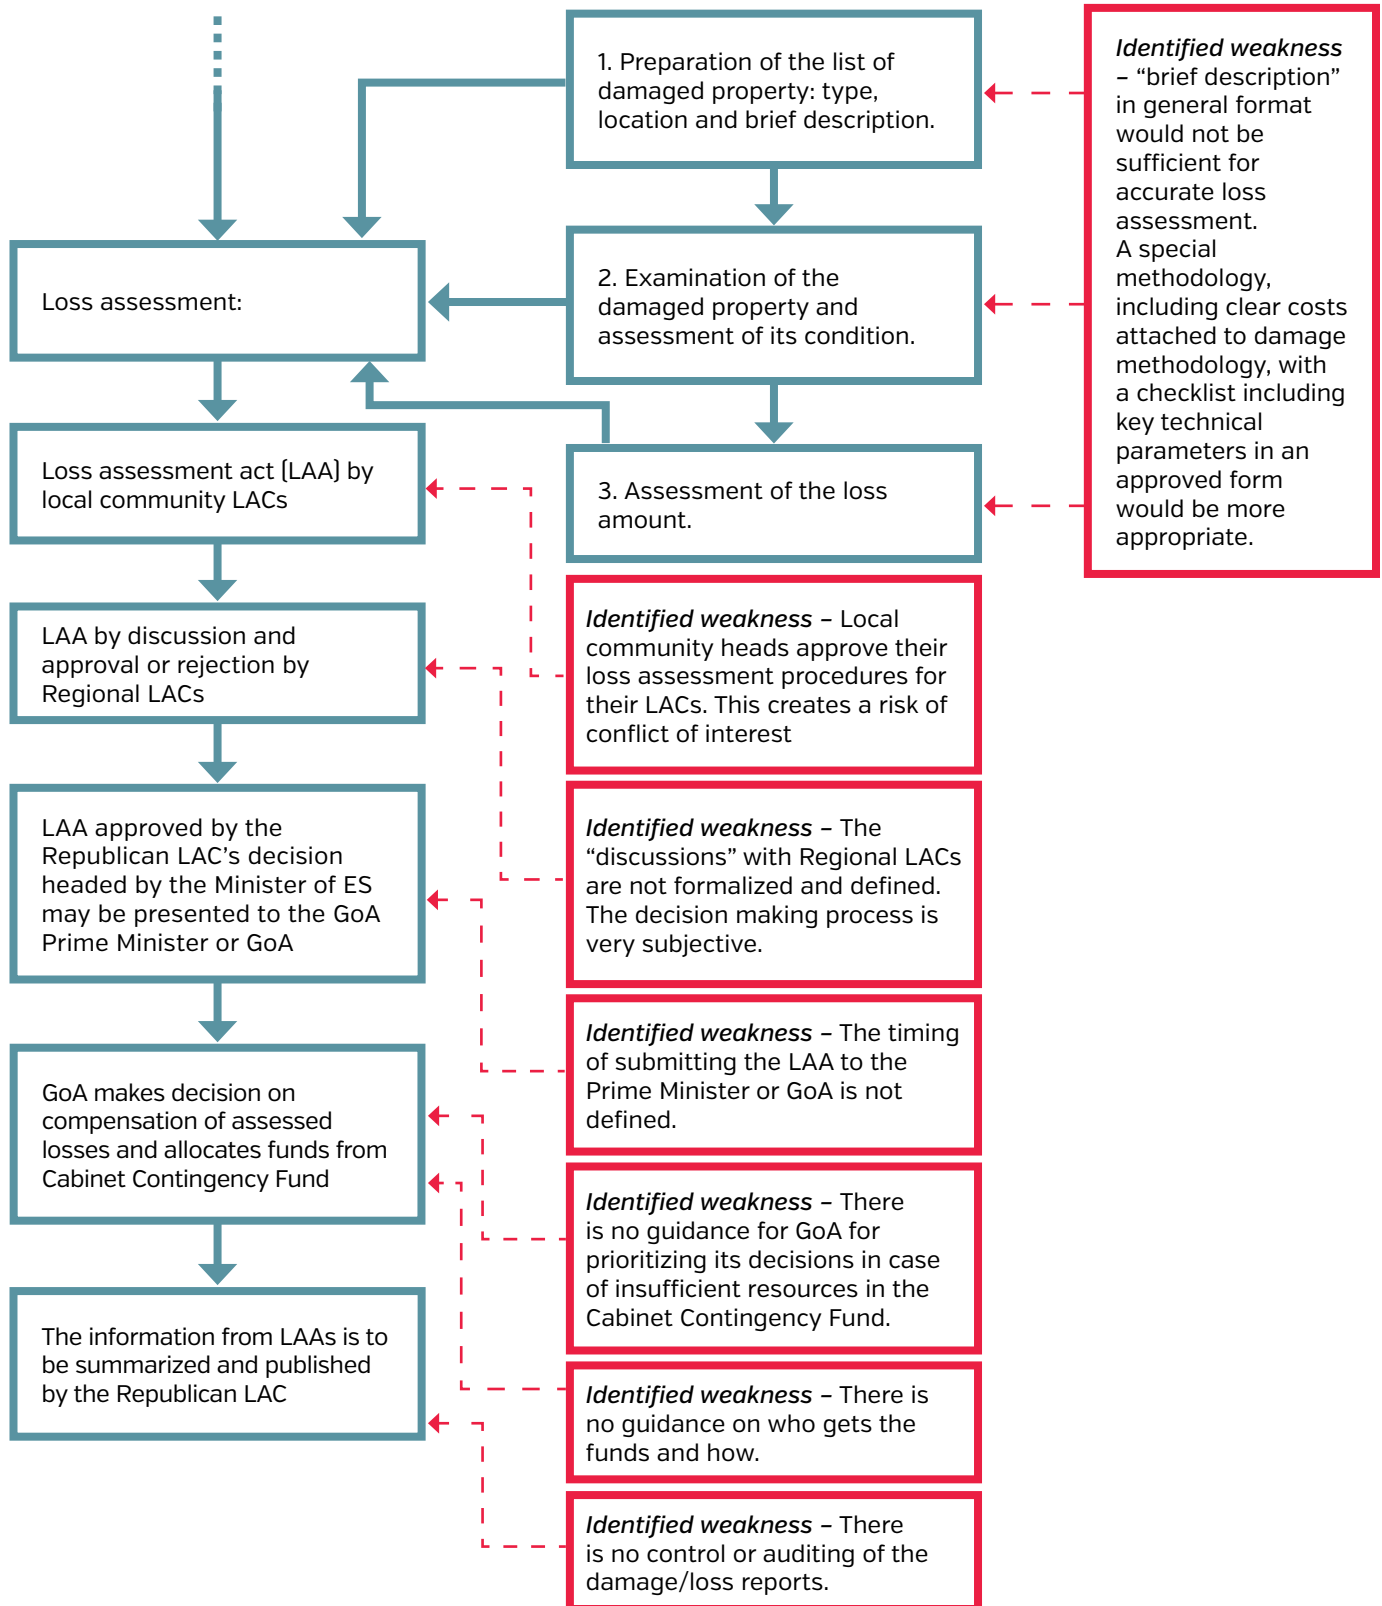 1. Preparation of the list of
damaged property: type,
location and brief description.
Identified weakness
– “brief description”
in general format
would not be
sufficient for
accurate loss
assessment.
A special
methodology,
including clear costs
attached to damage
methodology, with
a checklist including
key technical
parameters in an
approved form
would be more
appropriate.
Loss assessment:
2. Examination of the
damaged property and
assessment of its condition.
Loss assessment act (LAA) by
local community LACs
3. Assessment of the loss
amount.
LAA by discussion and
approval or rejection by
Regional LACs
Identified weakness – Local
community heads approve their
loss assessment procedures for
their LACs. This creates a risk of
conflict of interest
LAA approved by the
Republican LAC’s decision
headed by the Minister of ES
may be presented to the GoA
Prime Minister or GoA
Identified weakness – The
“discussions” with Regional LACs
are not formalized and defined.
The decision making process is
very subjective.
Identified weakness – The timing
of submitting the LAA to the
Prime Minister or GoA is not
defined.
GoA makes decision on
compensation of assessed
losses and allocates funds from
Cabinet Contingency Fund
Identified weakness – There
is no guidance for GoA for
prioritizing its decisions in case
of insufficient resources in the
Cabinet Contingency Fund.
The information from LAAs is to
be summarized and published
by the Republican LAC
Identified weakness – There is
no guidance on who gets the
funds and how.
Identified weakness – There
is no control or auditing of the
damage/loss reports.